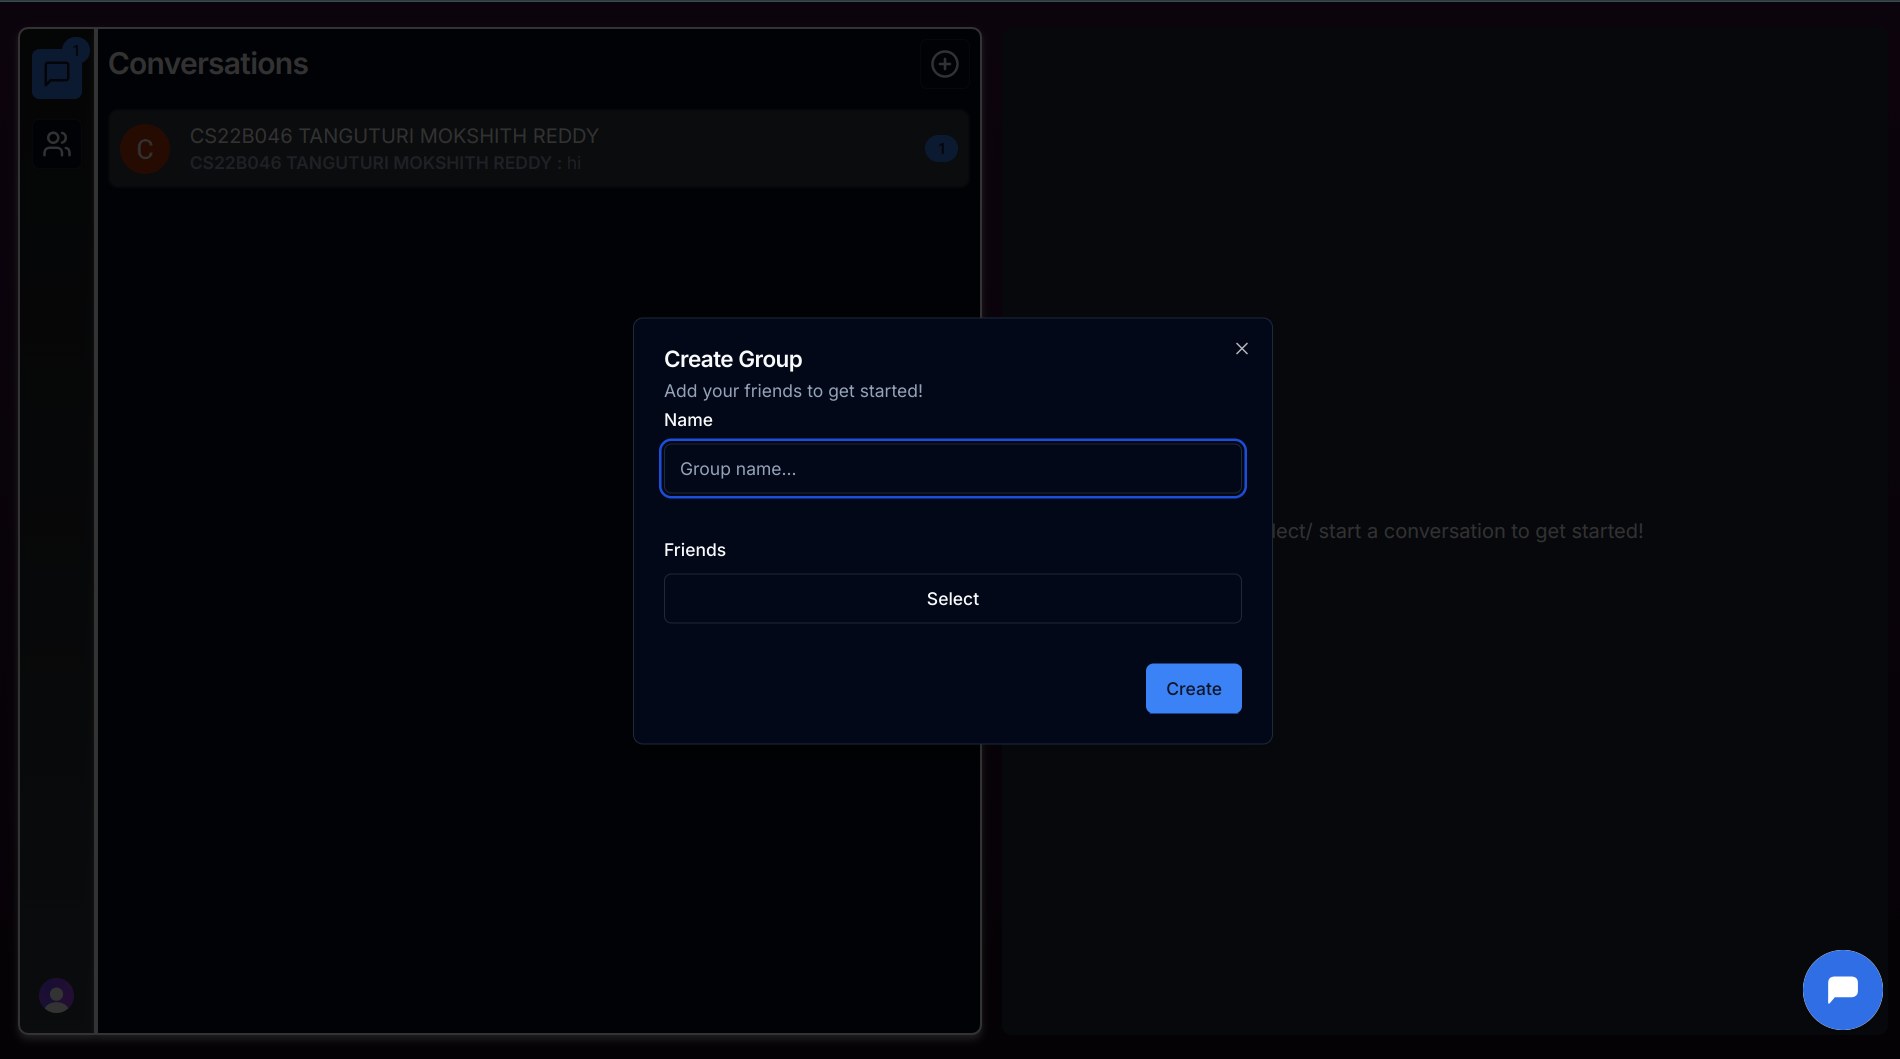 1
Conversations
C
CS22B046 TANGUTURI MOKSHITH REDDY
CS22B046 TANGUTURI MOKSHITH REDDY : hi
1
Create Group
Add your friends to get started!
Name
Group name...
Friends
Select
Create
start a conversation to get started!